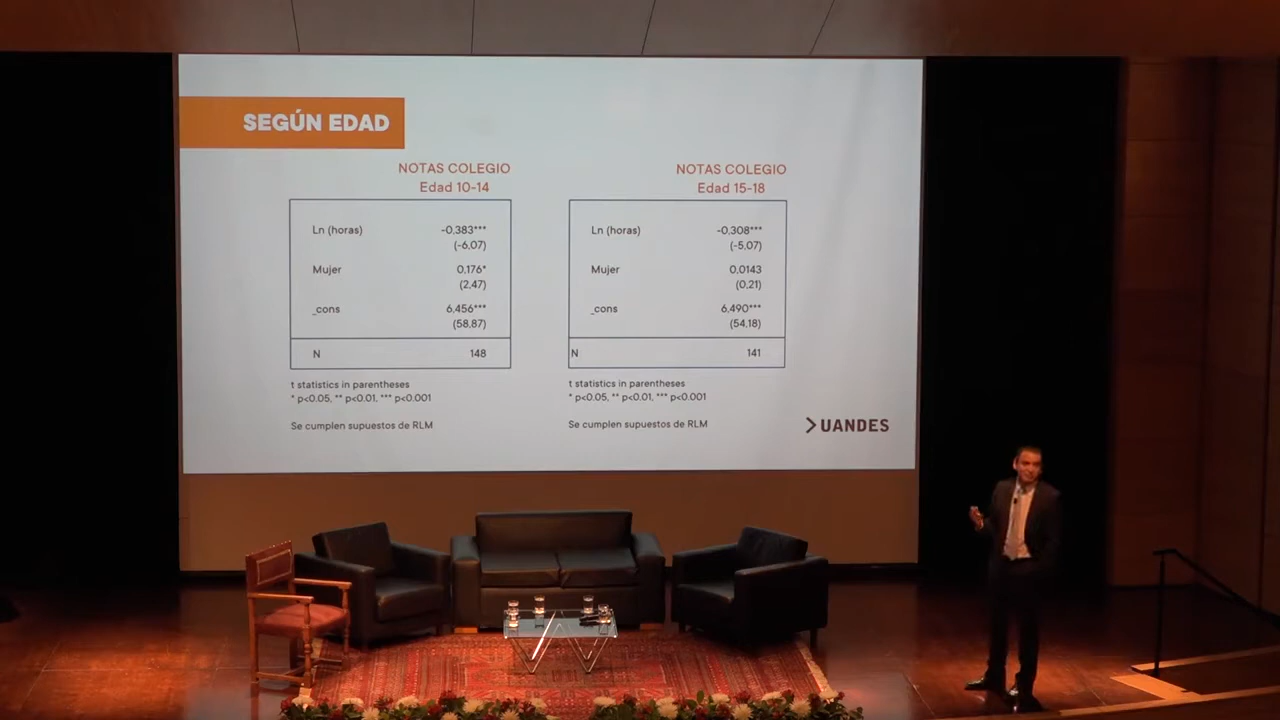 SEGÚN EDAD
NOTAS COLEGIO
Edad 10-14
Ln (horas) -0,383***
(-6,07)
Mujer 0,176*
(2,47)
_cons 6,456***
(58,87)
N 148
t statistics in parentheses
* p<0.05, ** p<0.01, *** p<0.001
Se cumplen supuestos de RLM
NOTAS COLEGIO
Edad 15-18
Ln (horas) -0,308***
(-5,07)
Mujer 0,0143
(0,21)
_cons 6,490***
(54,18)
N 141
t statistics in parentheses
* p<0.05, ** p<0.01, *** p<0.001
Se cumplen supuestos de RLM
UANDES